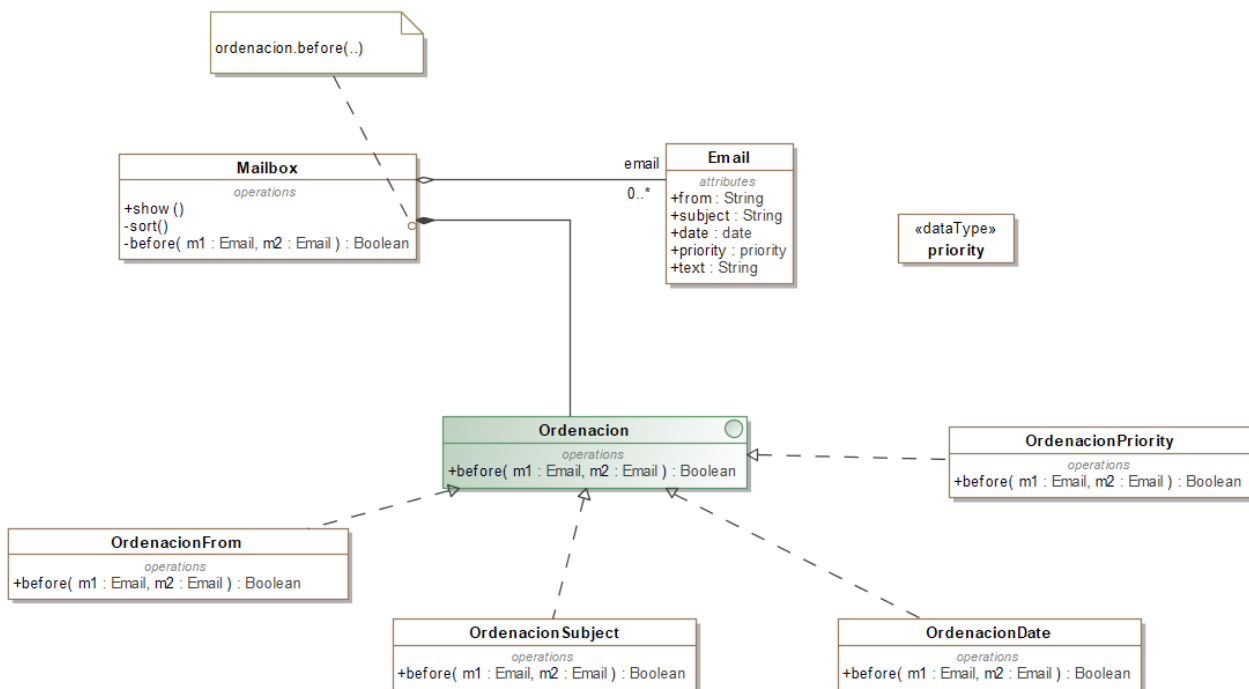 ordenacion.before(..)
Mailbox
operations
+show ()
-sort()
-before( m1 : Email, m2 : Email ) : Boolean
email
0..*
Email
attributes
+from : String
+subject : String
+date : date
+priority : priority
+text : String
«dataType»
priority
Ordenacion
operations
+before( m1 : Email, m2 : Email ) : Boolean
OrdenacionPriority
operations
+before( m1 : Email, m2 : Email ) : Boolean
OrdenacionFrom
operations
+before( m1 : Email, m2 : Email ) : Boolean
OrdenacionSubject
operations
+before( m1 : Email, m2 : Email ) : Boolean
OrdenacionDate
operations
+before( m1 : Email, m2 : Email ) : Boolean